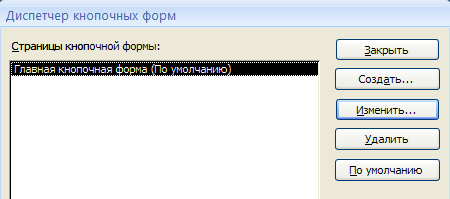 Диспетчер кнопочных форм
Страницы кнопочной формы:
Главная кнопочная форма (По умолчанию)
Закрыть
Создать...
Изменить...
Удалить
По умолчанию